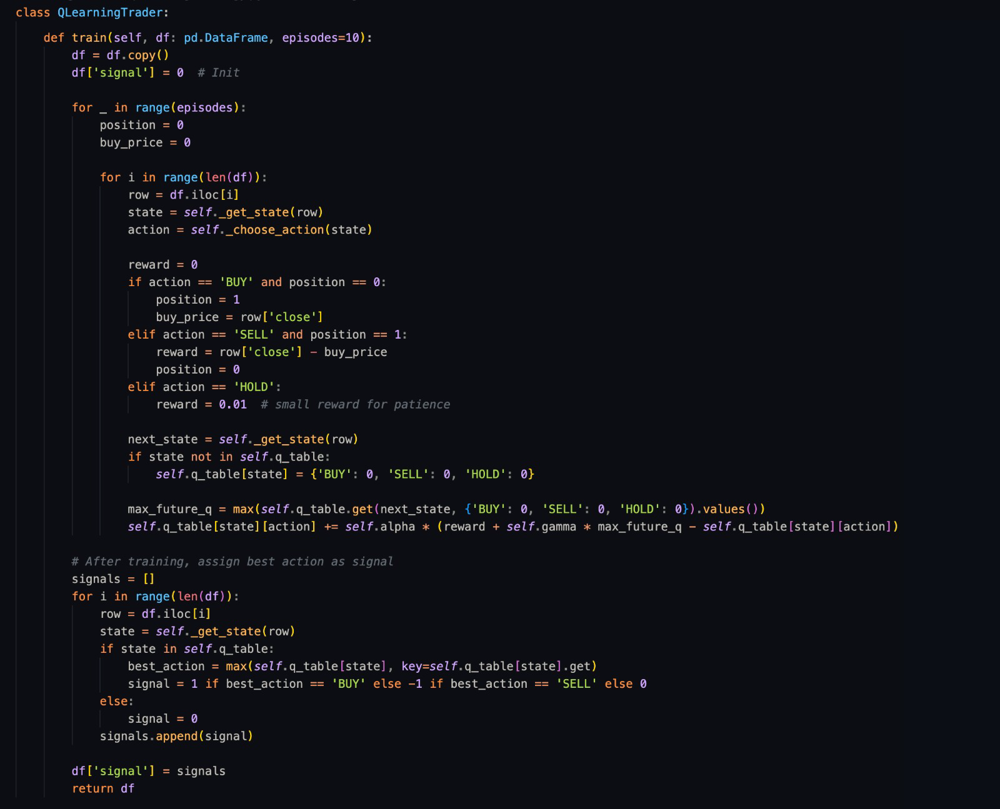 class QLearningTrader:
    def train(self, df: pd.DataFrame, episodes=10):
        df = df.copy()
        df['signal'] = 0  # Init

        for _ in range(episodes):
            position = 0
            buy_price = 0

            for i in range(len(df)):
                row = df.iloc[i]
                state = self._get_state(row)
                action = self._choose_action(state)

                reward = 0
                if action == 'BUY' and position == 0:
                    position = 1
                    buy_price = row['close']
                elif action == 'SELL' and position == 1:
                    reward = row['close'] - buy_price
                    position = 0
                elif action == 'HOLD':
                    reward = 0.01  # small reward for patience

                next_state = self._get_state(row)
                if state not in self.q_table:
                    self.q_table[state] = {'BUY': 0, 'SELL': 0, 'HOLD': 0}

                max_future_q = max(self.q_table.get(next_state, {'BUY': 0, 'SELL': 0, 'HOLD': 0}).values())
                self.q_table[state][action] += self.alpha * (reward + self.gamma * max_future_q - self.q_table[state][action])

        # After training, assign best action as signal
        signals = []
        for i in range(len(df)):
            row = df.iloc[i]
            state = self._get_state(row)
            if state in self.q_table:
                best_action = max(self.q_table[state], key=self.q_table[state].get)
                signal = 1 if best_action == 'BUY' else -1 if best_action == 'SELL' else 0
            else:
                signal = 0
            signals.append(signal)

        df['signal'] = signals
        return df